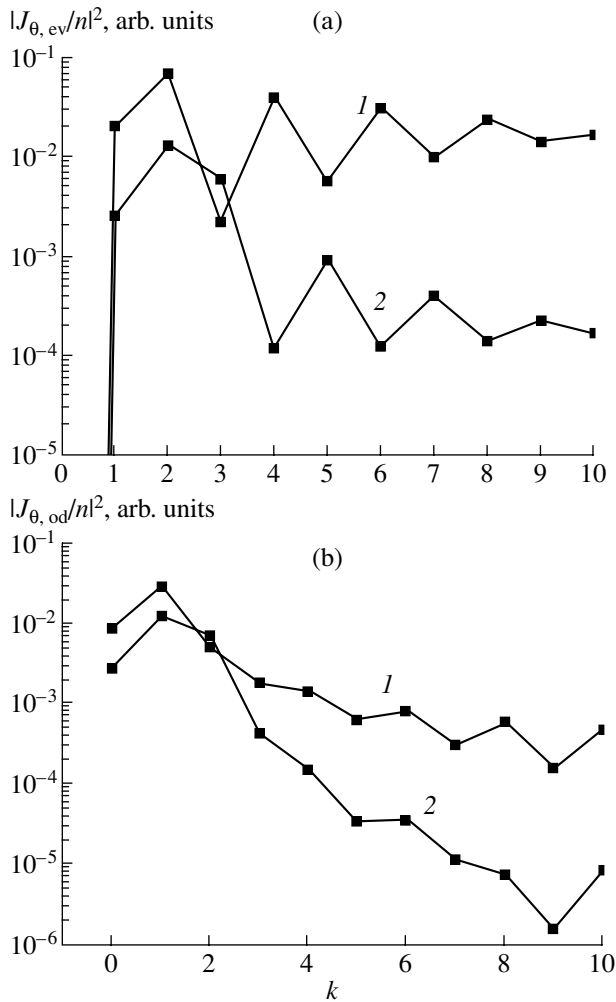 |J_θ, ev/n|², arb. units (a)
10⁻¹
1
10⁻²
10⁻³
2
10⁻⁴
10⁻⁵
0 1 2 3 4 5 6 7 8 9 10
|J_θ, od/n|², arb. units
10⁻¹
(b)
10⁻²
10⁻³
1
10⁻⁴
2
10⁻⁵
10⁻⁶
0 2 4 6 8 10
k